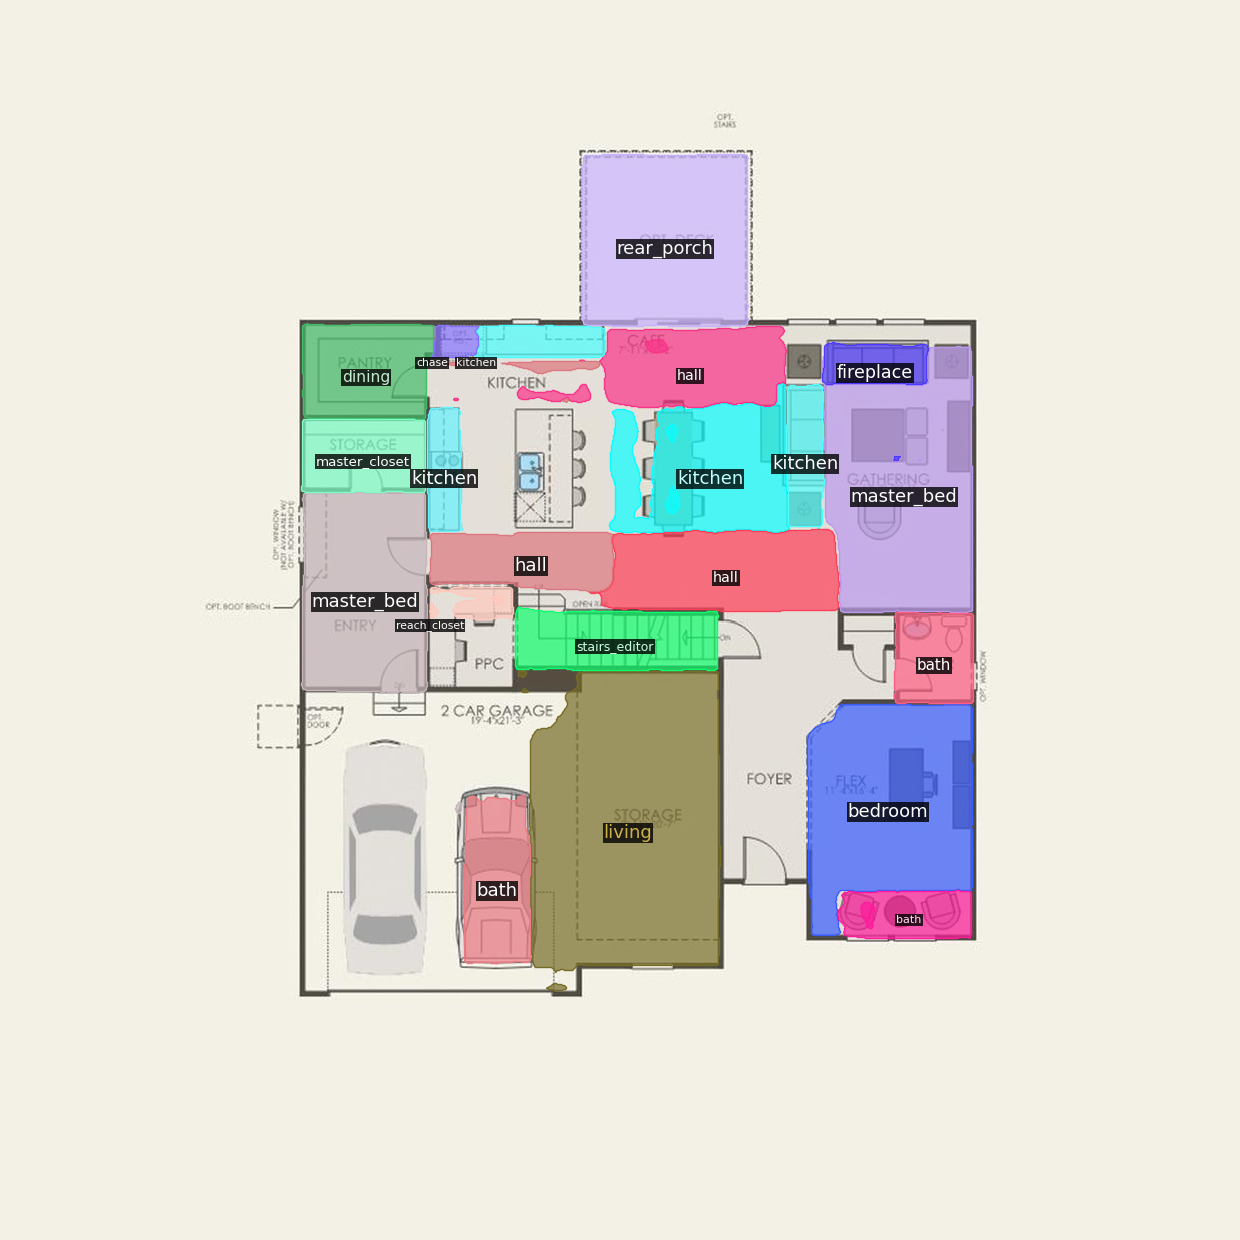 OPT.
STAIRS
OPT. DECK
rear_porch
PANTRY
dining
OPT.
chase
kitchen
KITCHEN
CAFE
hall
fireplace
STORAGE
master_closet
kitchen
kitchen
kitchen
GATHERING
master_bed
OPT. WINDOW
(NOT AVAILABLE W/
OPT. BOOT BENCH)
hall
hall
OPT. BOOT BENCH
master_bed
ENTRY
reach_closet
OPEN RA
stairs_editor
PPC
bath
OPT. WINDOW
OPT.
DOOR
2 CAR GARAGE
19'-4"X21'-3"
FOYER
FLEX
11'-4"X16'-4"
bedroom
STORAGE
living
bath
bath